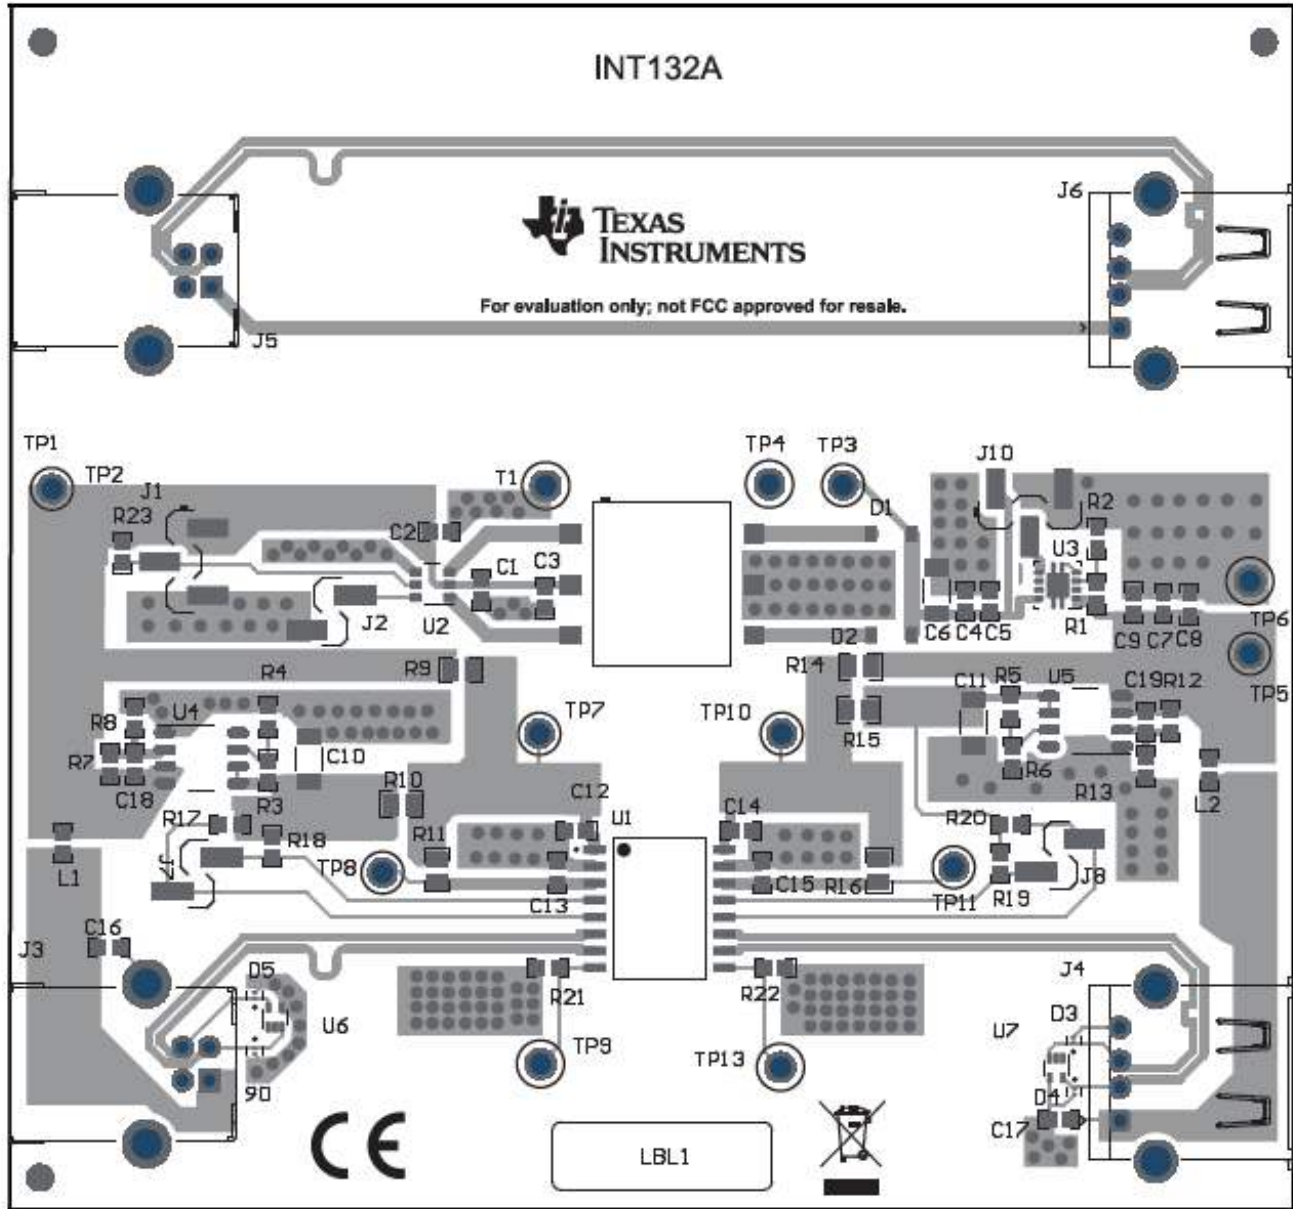 INT132A
J6
TEXAS
INSTRUMENTS
For evaluation only; not FCC approved for resale.
J5
TP1
TP2
J1
T1
TP4
TP3
J10
R23
C2
D1
R2
C1
C3
U3
J2
U2
D2
C6
C4
C5
R1
C9
C7
C8
TP6
R4
R9
R14
C11
R5
U5
C19
R12
TP5
R8
U4
TP7
TP10
R15
R7
C10
R6
C18
R3
R10
C12
C14
R13
L2
R17
R18
R11
U1
R20
L1
TP8
C13
C15
R16
TP11
R19
J8
J3
C16
D5
R21
R22
J4
U6
TP9
TP13
U7
D3
D4
C17
CE
LBL1